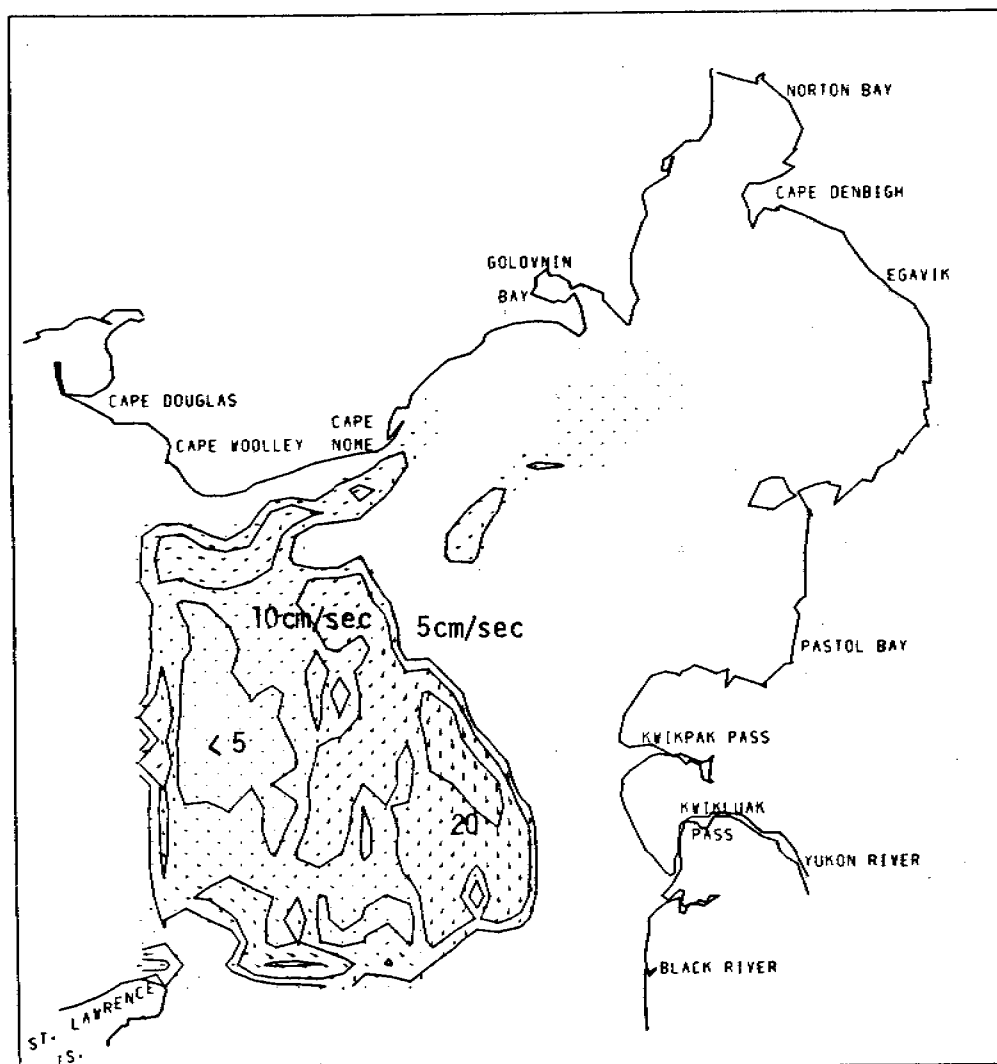 NORTON BAY
CAPE DENBIGH
GOLOVNIN
BAY
EGAVIK
CAPE DOUGLAS
CAPE
NOME
CAPE WOOLLEY
10cm/sec
5cm/sec
PASTOL BAY
< 5
KWIKPAK PASS
KWIKLUAK
PASS
20
YUKON RIVER
BLACK RIVER
ST. LAWRENCE
IS.